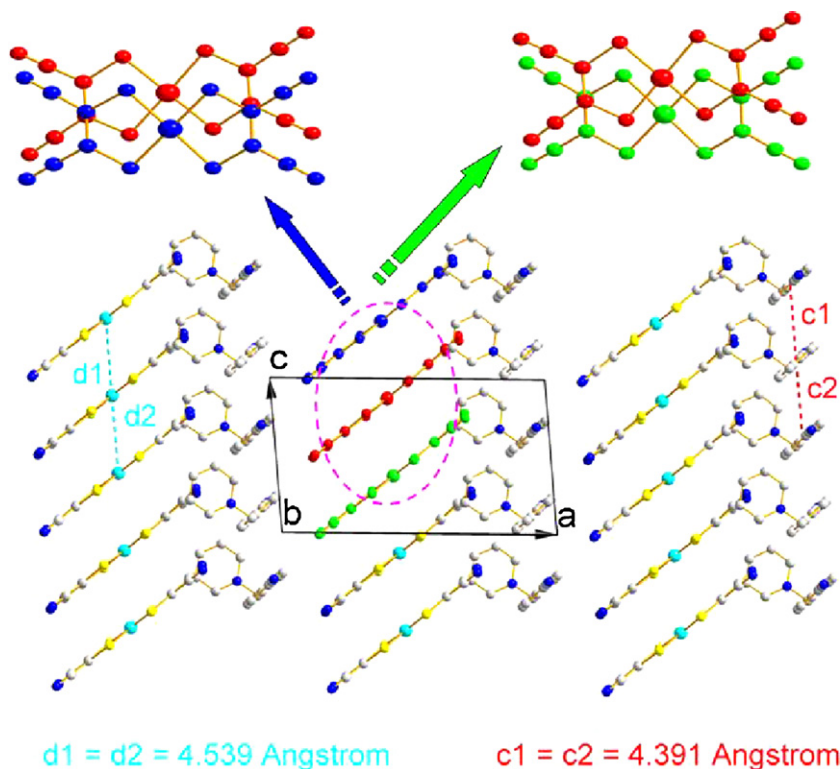 c1
c
d1
c2
d2
b
a
d1 = d2 = 4.539 Angstrom
c1 = c2 = 4.391 Angstrom